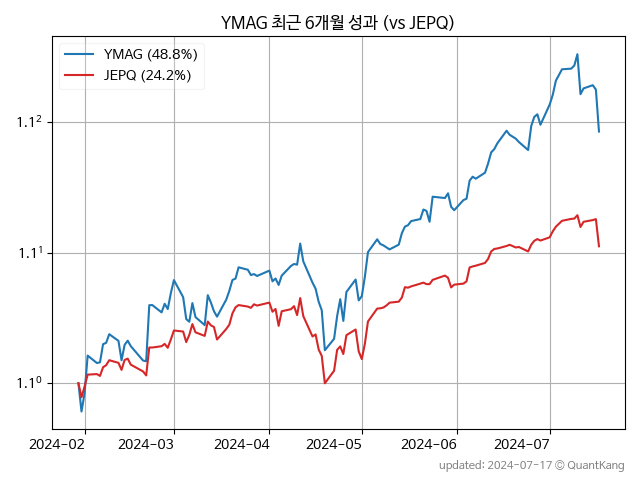 YMAG 최근 6개월 성과 (vs JEPQ)
YMAG (48.8%)
JEPQ (24.2%)
1.1²
1.1¹
1.1⁰
2024-02 2024-03 2024-04 2024-05 2024-06 2024-07
updated: 2024-07-17 © QuantKang